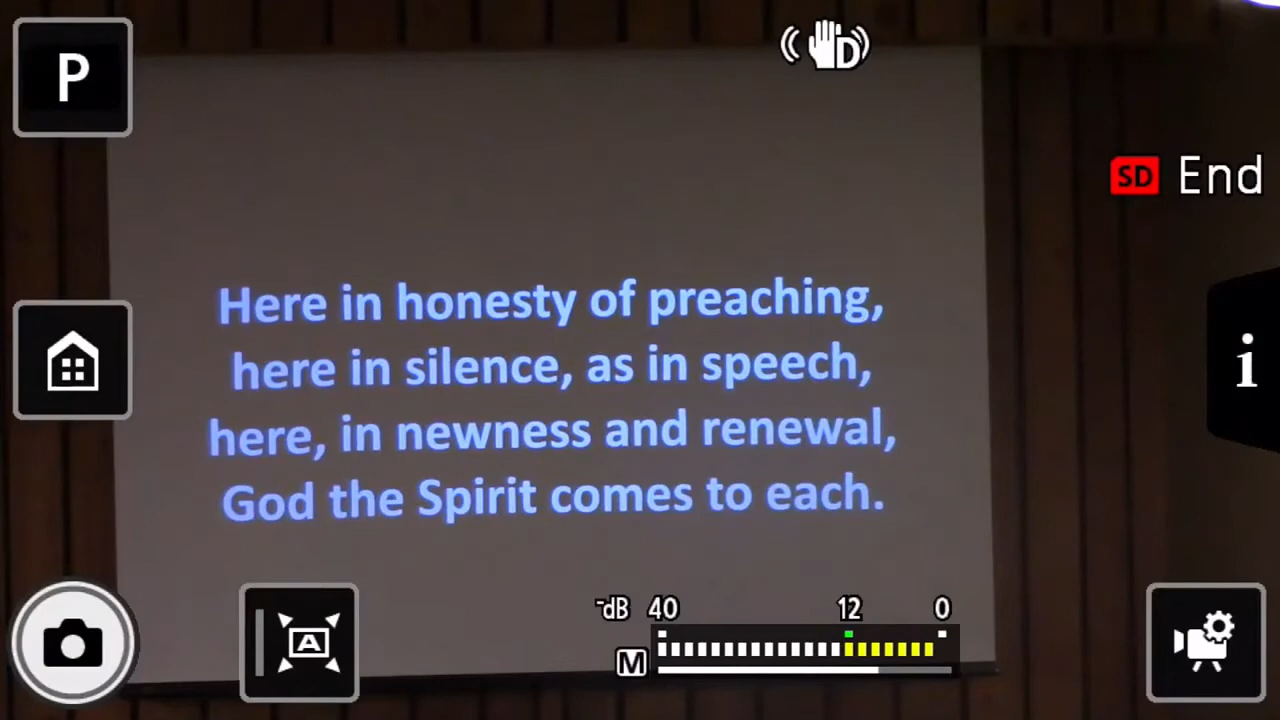 P
D
SD End
Here in honesty of preaching,
here in silence, as in speech,
here, in newness and renewal,
God the Spirit comes to each.
i
A
-dB 40 12 0
M